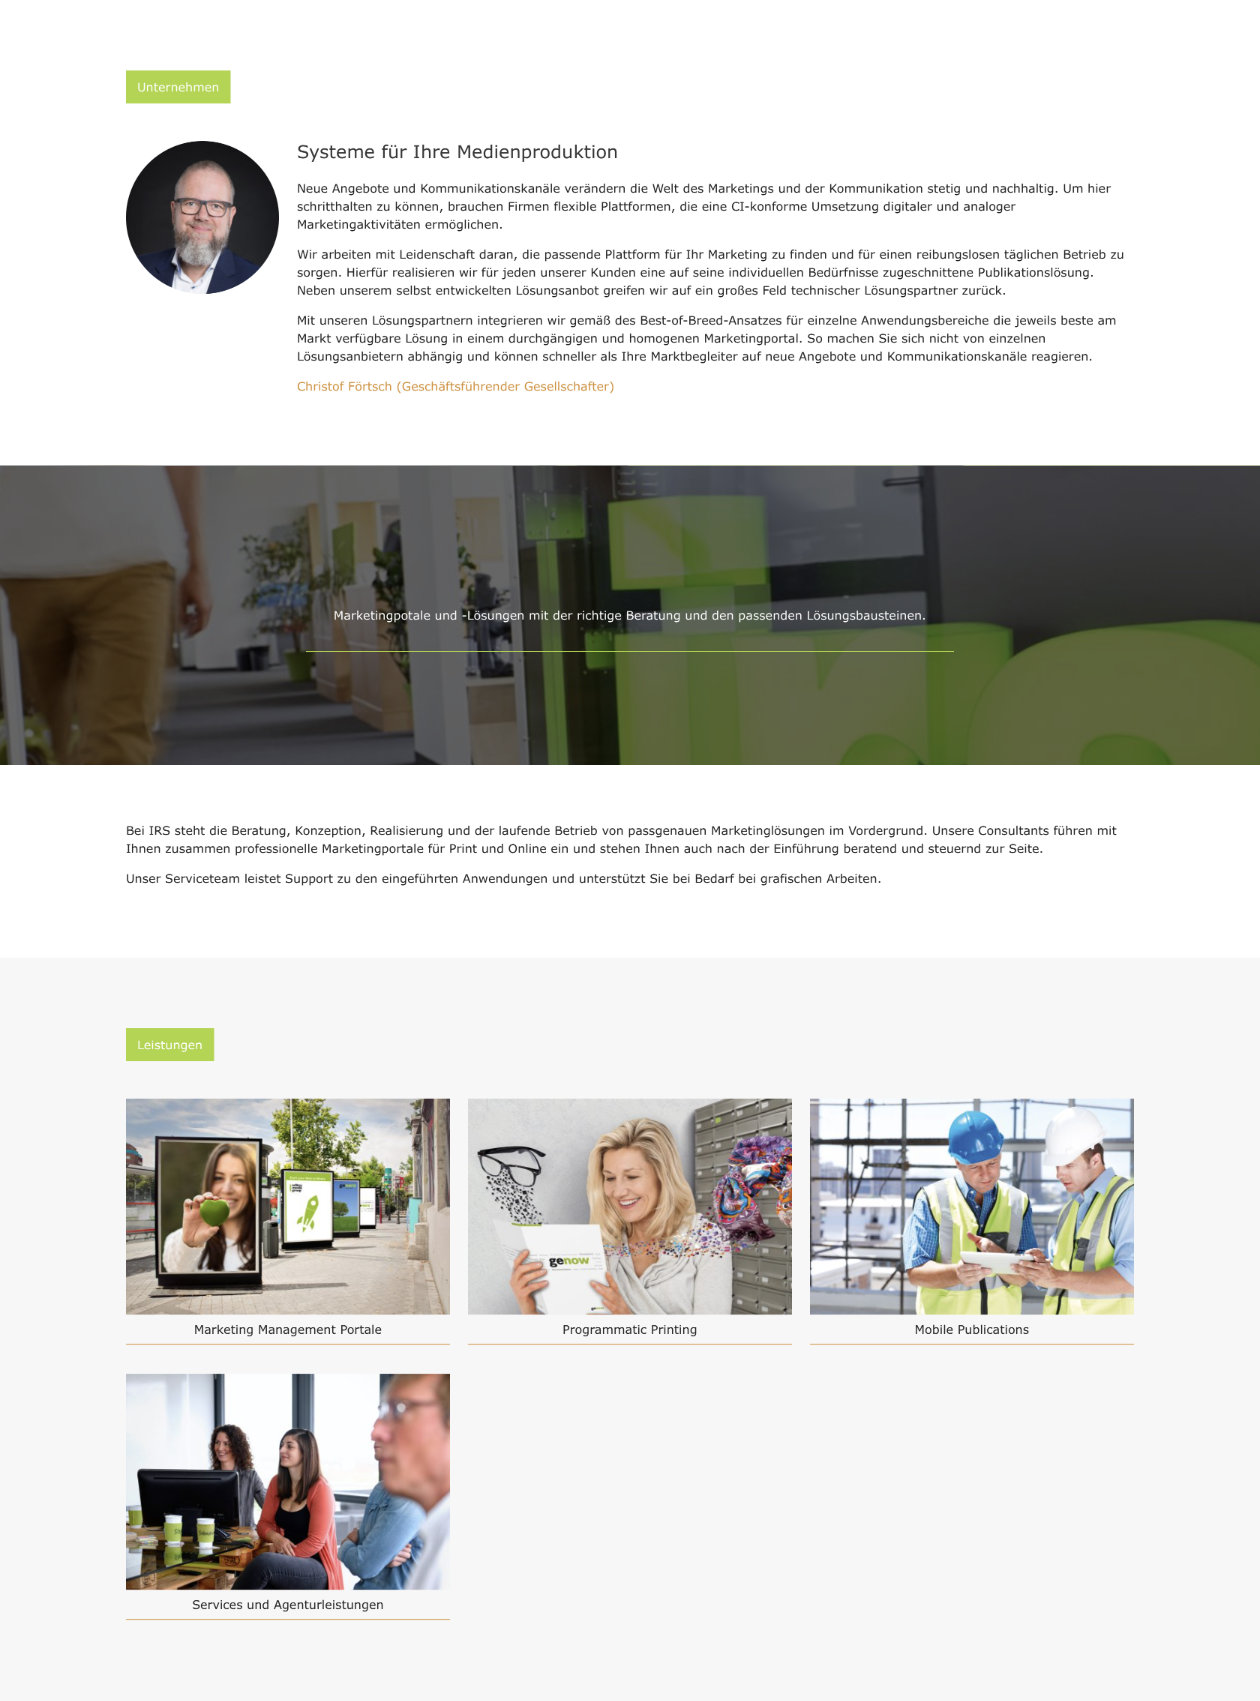 Unternehmen
Systeme für Ihre Medienproduktion
Neue Angebote und Kommunikationskanäle verändern die Welt des Marketings und der Kommunikation stetig und nachhaltig. Um hier
schritthalten zu können, brauchen Firmen flexible Plattformen, die eine CI-konforme Umsetzung digitaler und analoger
Marketingaktivitäten ermöglichen.
Wir arbeiten mit Leidenschaft daran, die passende Plattform für Ihr Marketing zu finden und für einen reibungslosen täglichen Betrieb zu
sorgen. Hierfür realisieren wir für jeden unserer Kunden eine auf seine individuellen Bedürfnisse zugeschnittene Publikationslösung.
Neben unserem selbst entwickelten Lösungsanbot greifen wir auf ein großes Feld technischer Lösungspartner zurück.
Mit unseren Lösungspartnern integrieren wir gemäß des Best-of-Breed-Ansatzes für einzelne Anwendungsbereiche die jeweils beste am
Markt verfügbare Lösung in einem durchgängigen und homogenen Marketingportal. So machen Sie sich nicht von einzelnen
Lösungsanbietern abhängig und können schneller als Ihre Marktbegleiter auf neue Angebote und Kommunikationskanäle reagieren.
Christof Förtsch (Geschäftsführender Gesellschafter)
Marketingpotale und -Lösungen mit der richtige Beratung und den passenden Lösungsbausteinen.
Bei IRS steht die Beratung, Konzeption, Realisierung und der laufende Betrieb von passgenauen Marketinglösungen im Vordergrund. Unsere Consultants führen mit
Ihnen zusammen professionelle Marketingportale für Print und Online ein und stehen Ihnen auch nach der Einführung beratend und steuernd zur Seite.
Unser Serviceteam leistet Support zu den eingeführten Anwendungen und unterstützt Sie bei Bedarf bei grafischen Arbeiten.
Leistungen
genow
Marketing Management Portale
Programmatic Printing
Mobile Publications
Services und Agenturleistungen